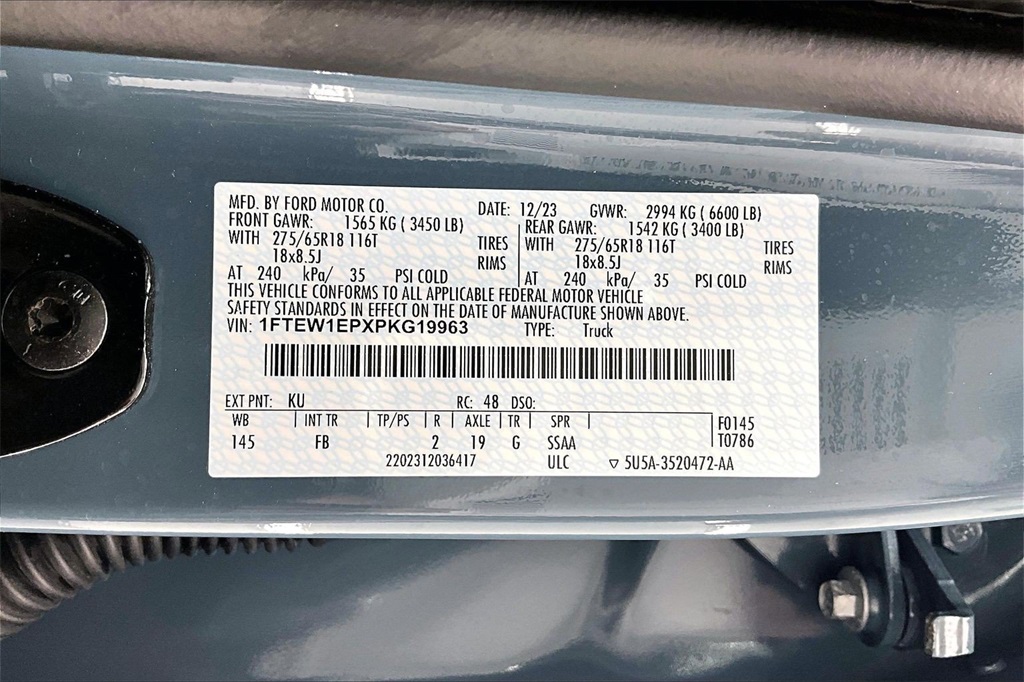 MFD. BY FORD MOTOR CO. DATE: 12/23 GVWR: 2994 KG ( 6600 LB)
FRONT GAWR: 1565 KG ( 3450 LB) REAR GAWR: 1542 KG ( 3400 LB)
WITH 275/65R18 116T TIRES WITH 275/65R18 116T TIRES
18x8.5J RIMS 18x8.5J RIMS
AT 240 kPa/ 35 PSI COLD AT 240 kPa/ 35 PSI COLD
THIS VEHICLE CONFORMS TO ALL APPLICABLE FEDERAL MOTOR VEHICLE
SAFETY STANDARDS IN EFFECT ON THE DATE OF MANUFACTURE SHOWN ABOVE.
VIN: 1FTEW1EPXPKG19963 TYPE: Truck
EXT PNT: KU RC: 48 DSO:
WB INT TR TP/PS R AXLE TR SPR F0145
145 FB 2 19 G SSAA T0786
2202312036417 ULC ▽ 5U5A-3520472-AA